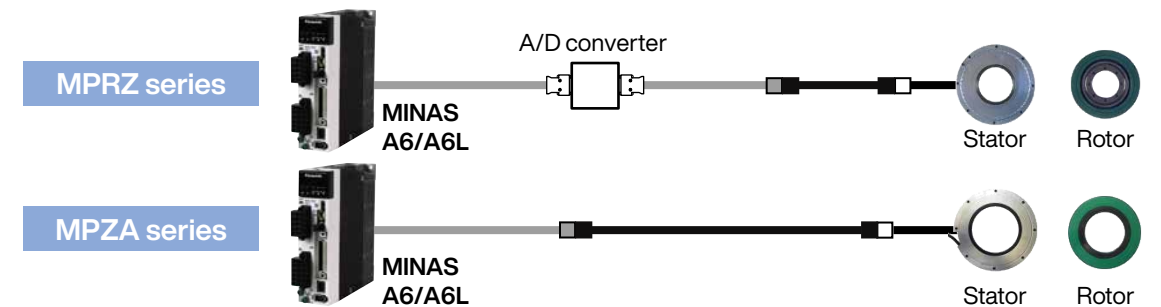 A/D converter
MPRZ series
MINAS
A6/A6L
Stator Rotor
MPZA series
MINAS
A6/A6L
Stator Rotor